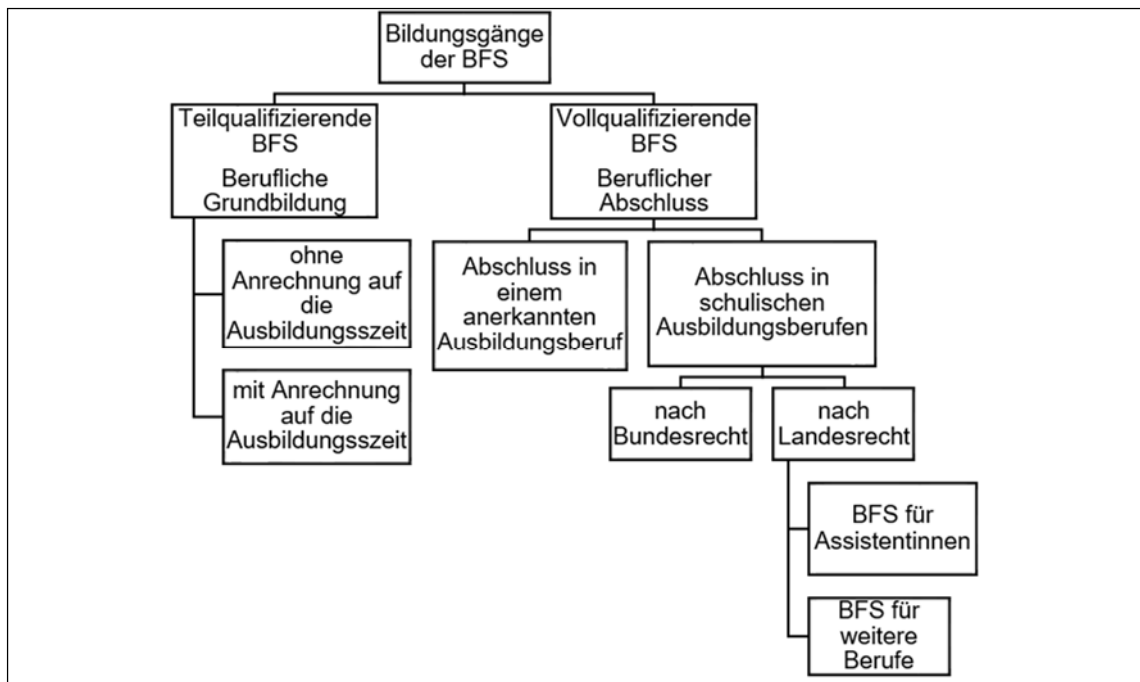 Bildungsgänge
der BFS
Teilqualifizierende
BFS
Berufliche
Grundbildung
ohne
Anrechnung auf
die
Ausbildungsszeit
mit Anrechnung
auf die
Ausbildungsszeit
Vollqualifizierende
BFS
Beruflicher
Abschluss
Abschluss in
einem
anerkannten
Ausbildungsberuf
Abschluss in
schulischen
Ausbildungsberufen
nach
Bundesrecht
nach
Landesrecht
BFS für
Assistentinnen
BFS für
weitere
Berufe